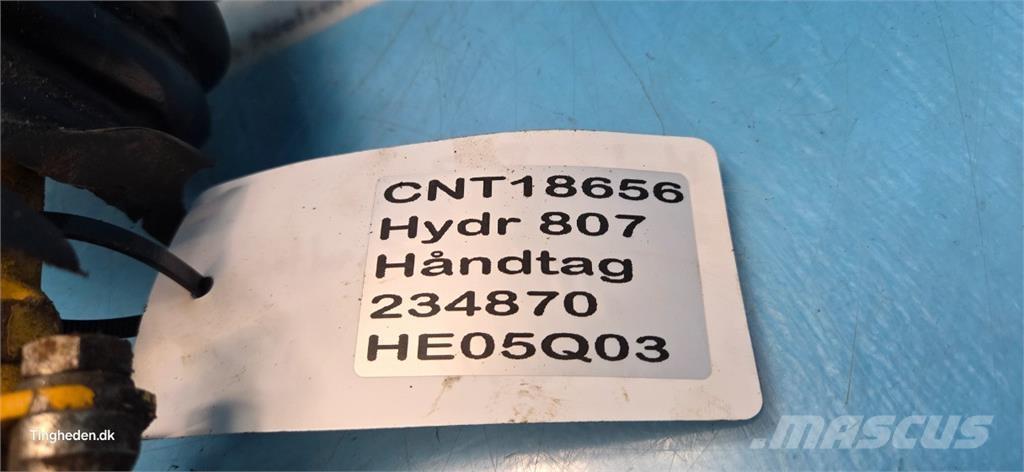 CNT18656
Hydr 807
Håndtag
234870
HE05Q03
Tingheden.dk
MASCUS